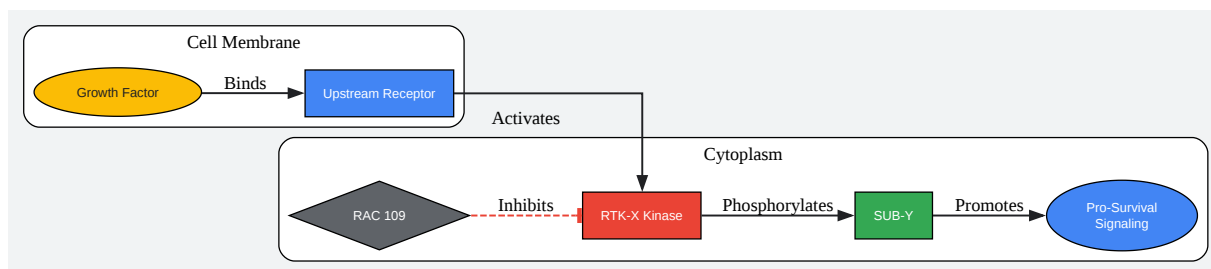 Cell Membrane
Growth Factor
Binds
Upstream Receptor
Activates
Cytoplasm
RAC 109
Inhibits
RTK-X Kinase
Phosphorylates
SUB-Y
Promotes
Pro-Survival
Signaling